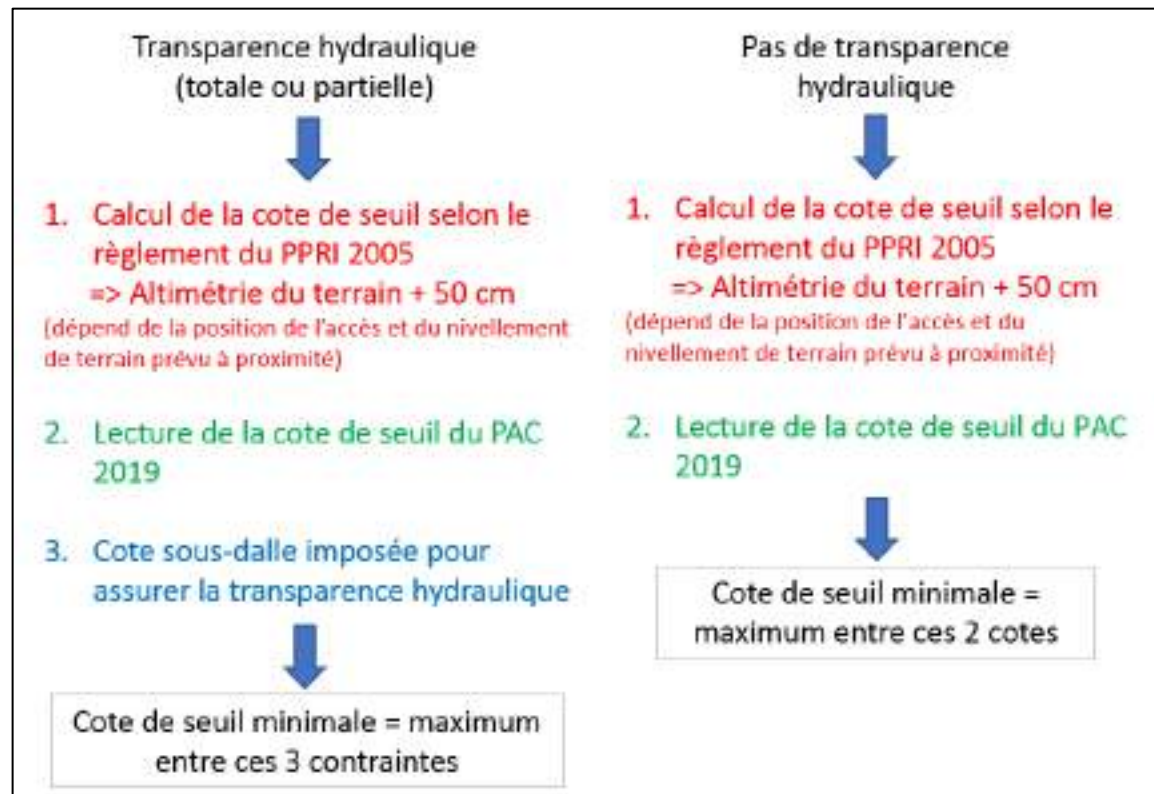 Transparence hydraulique
(totale ou partielle)
1. Calcul de la cote de seuil selon le
règlement du PPRI 2005
=> Altimétrie du terrain + 50 cm
(dépend de la position de l'accès et du nivellement
de terrain prévu à proximité)
2. Lecture de la cote de seuil du PAC
2019
3. Cote sous-dalle imposée pour
assurer la transparence hydraulique
Cote de seuil minimale = maximum
entre ces 3 contraintes
Pas de transparence
hydraulique
1. Calcul de la cote de seuil selon le
règlement du PPRI 2005
=> Altimétrie du terrain + 50 cm
(dépend de la position de l'accès et du
nivellement de terrain prévu à proximité)
2. Lecture de la cote de seuil du PAC
2019
Cote de seuil minimale =
maximum entre ces 2 cotes